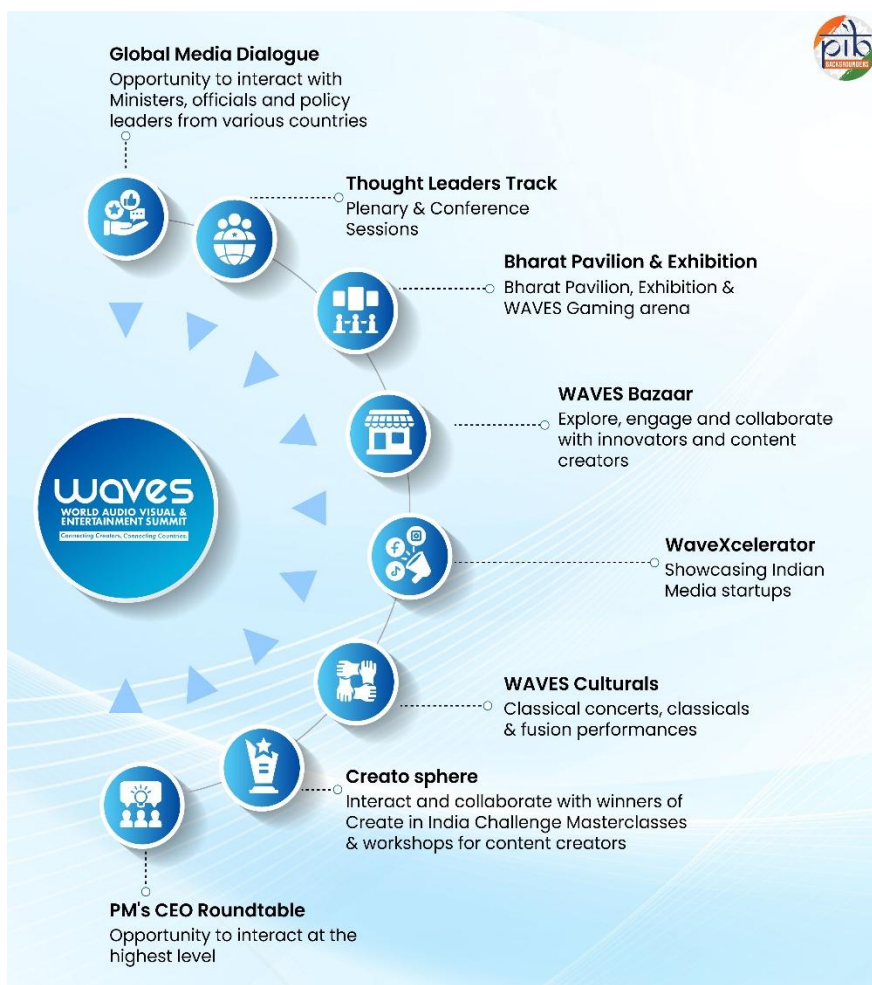 pib
BACKGROUNDERS
Global Media Dialogue
Opportunity to interact with
Ministers, officials and policy
leaders from various countries
Thought Leaders Track
Plenary & Conference
Sessions
Bharat Pavilion & Exhibition
Bharat Pavilion, Exhibition &
WAVES Gaming arena
WAVES Bazaar
Explore, engage and collaborate
with innovators and content
creators
waves
WORLD AUDIO VISUAL &
ENTERTAINMENT SUMMIT
Connecting Creators, Connecting Countries.
WaveXcelerator
Showcasing Indian
Media startups
WAVES Culturals
Classical concerts, classicals
& fusion performances
Creato sphere
Interact and collaborate with winners of
Create in India Challenge Masterclasses
& workshops for content creators
PM's CEO Roundtable
Opportunity to interact at the
highest level